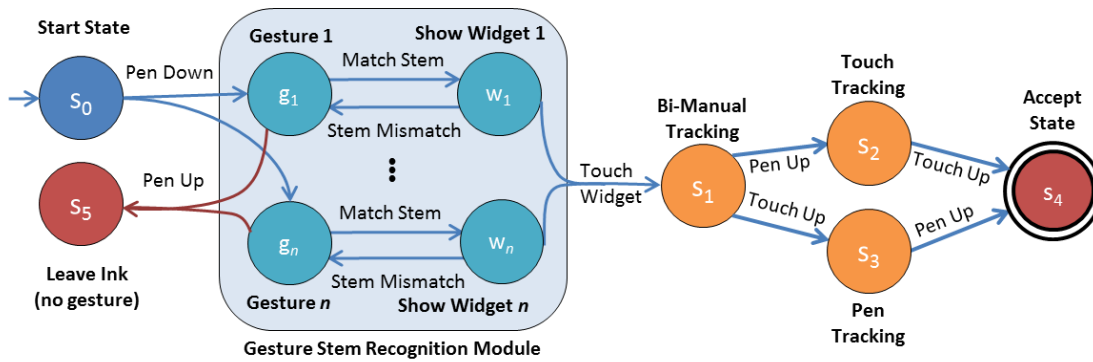 Start State
S0
Pen Down
Gesture 1
g1
Match Stem
Stem Mismatch
Show Widget 1
w1
S5
Pen Up
Leave Ink
(no gesture)
gn
Gesture n
Match Stem
Stem Mismatch
wn
Show Widget n
Gesture Stem Recognition Module
Touch
Widget
Bi-Manual
Tracking
S1
Pen Up
Touch Up
Touch
Tracking
S2
Touch Up
S3
Pen
Tracking
Pen Up
Accept
State
S4